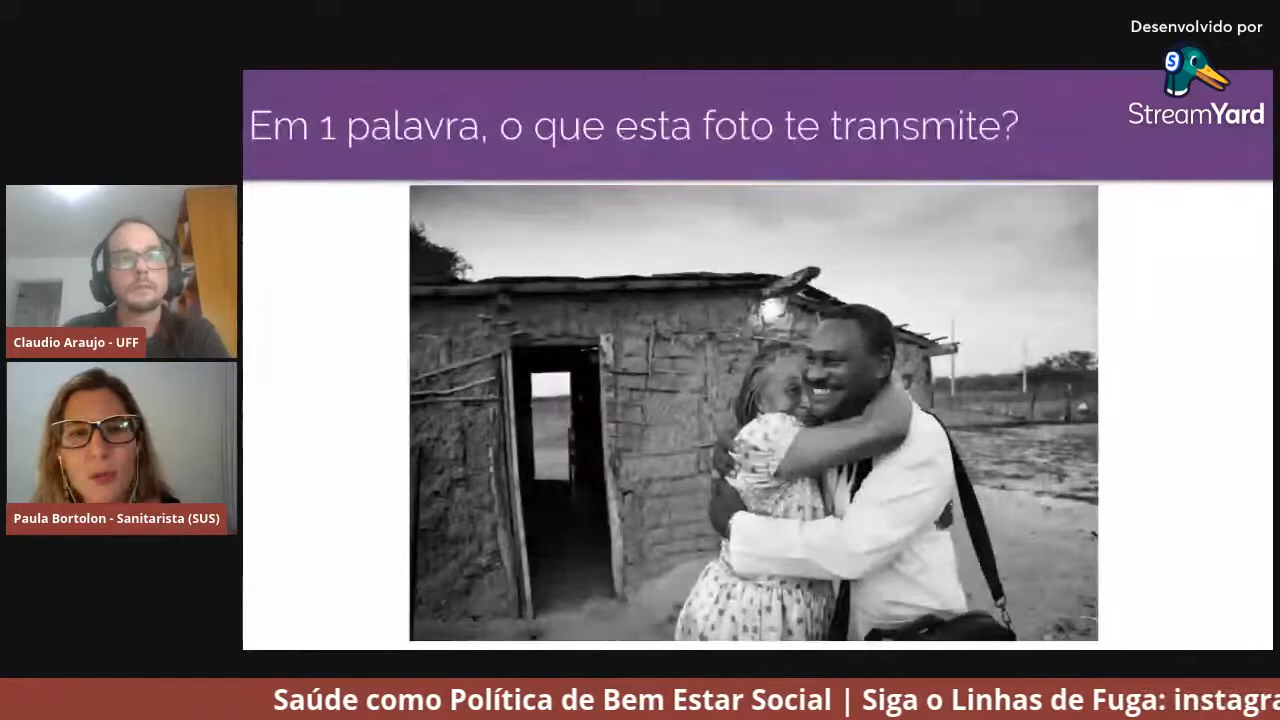 Desenvolvido por
S
StreamYard
Em 1 palavra, o que esta foto te transmite?
Claudio Araujo - UFF
Paula Bortolon - Sanitarista (SUS)
Saúde como Política de Bem Estar Social | Siga o Linhas de Fuga: instagra